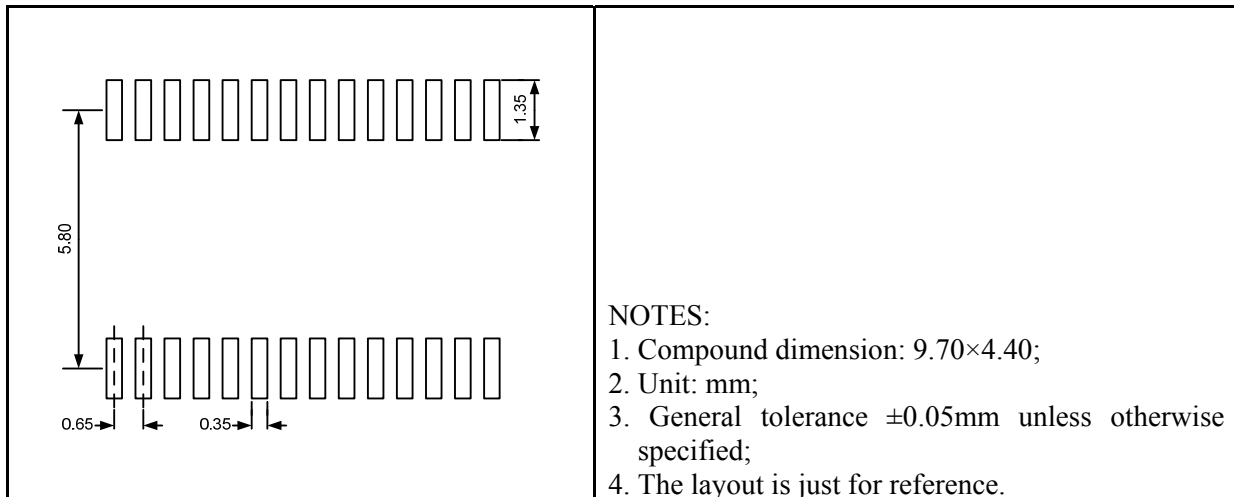 1.35
5.80
0.65
0.35
NOTES:
1. Compound dimension: 9.70×4.40;
2. Unit: mm;
3. General tolerance ±0.05mm unless otherwise
specified;
4. The layout is just for reference.